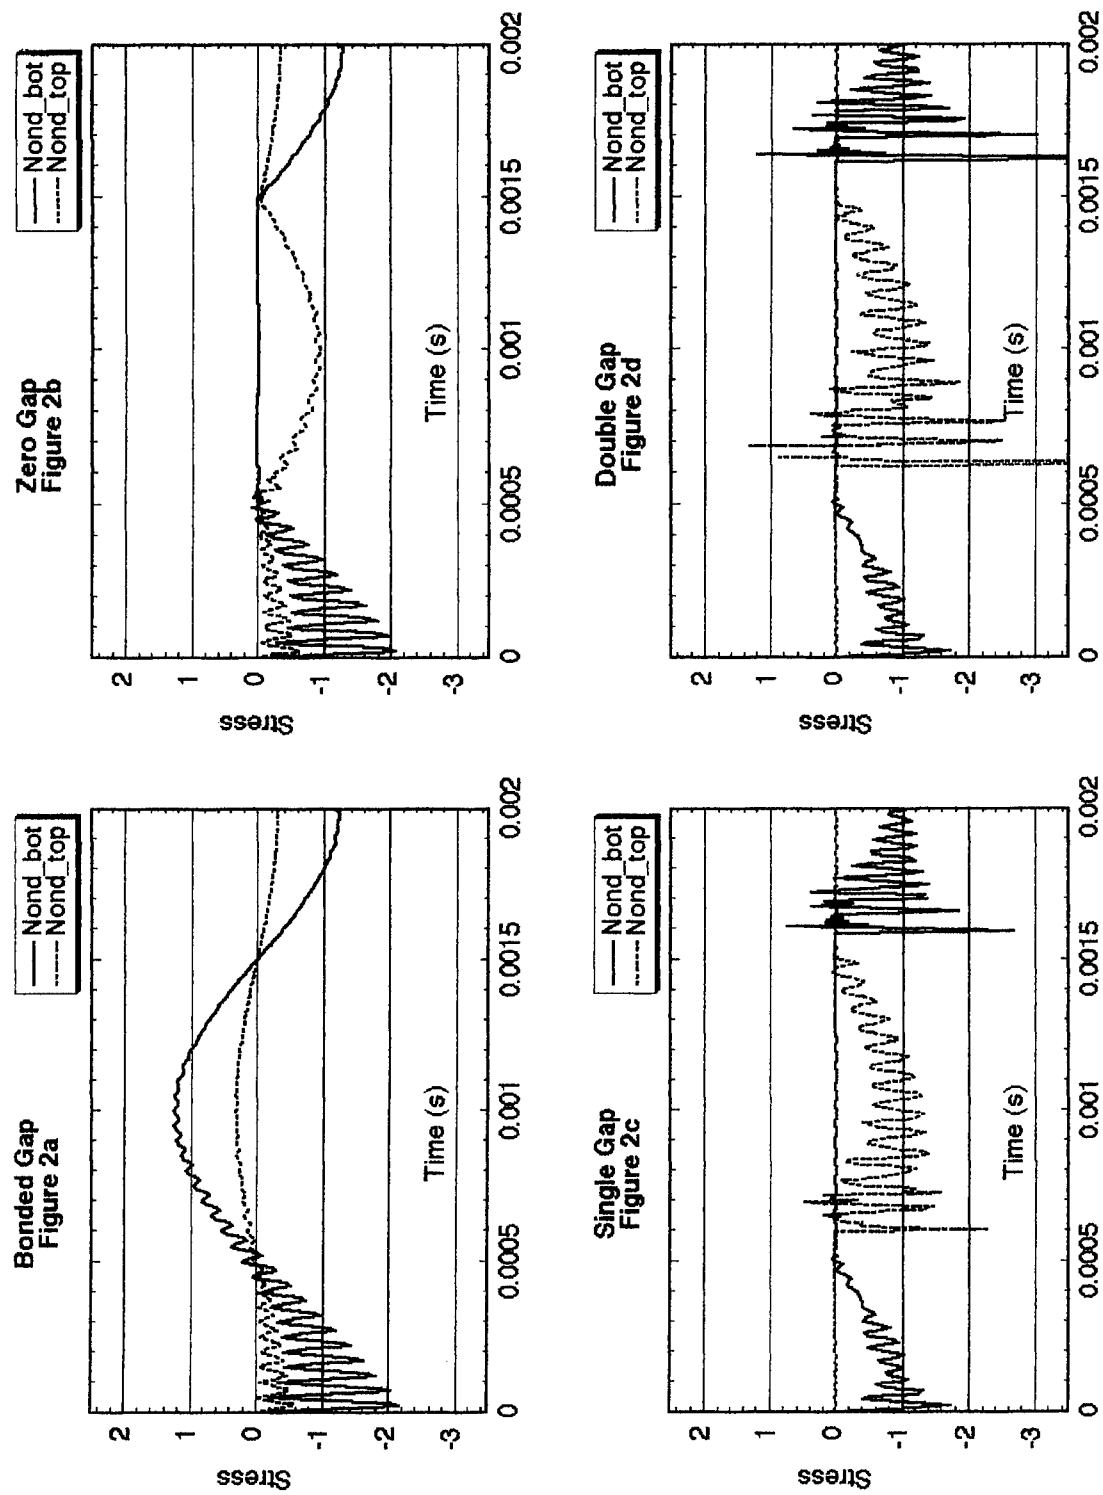 Bonded Gap
Figure 2a
Nond_bot
Nond_top
Stress
2
1
0
-1
-2
-3
0
0.0005
0.001
0.0015
0.002
Time (s)
Zero Gap
Figure 2b
Nond_bot
Nond_top
Stress
2
1
0
-1
-2
-3
0
0.0005
0.001
0.0015
0.002
Time (s)
Single Gap
Figure 2c
Nond_bot
Nond_top
Stress
2
1
0
-1
-2
-3
0
0.0005
0.001
0.0015
0.002
Time (s)
Double Gap
Figure 2d
Nond_bot
Nond_top
Stress
2
1
0
-1
-2
-3
0
0.0005
0.001
0.0015
0.002
Time (s)